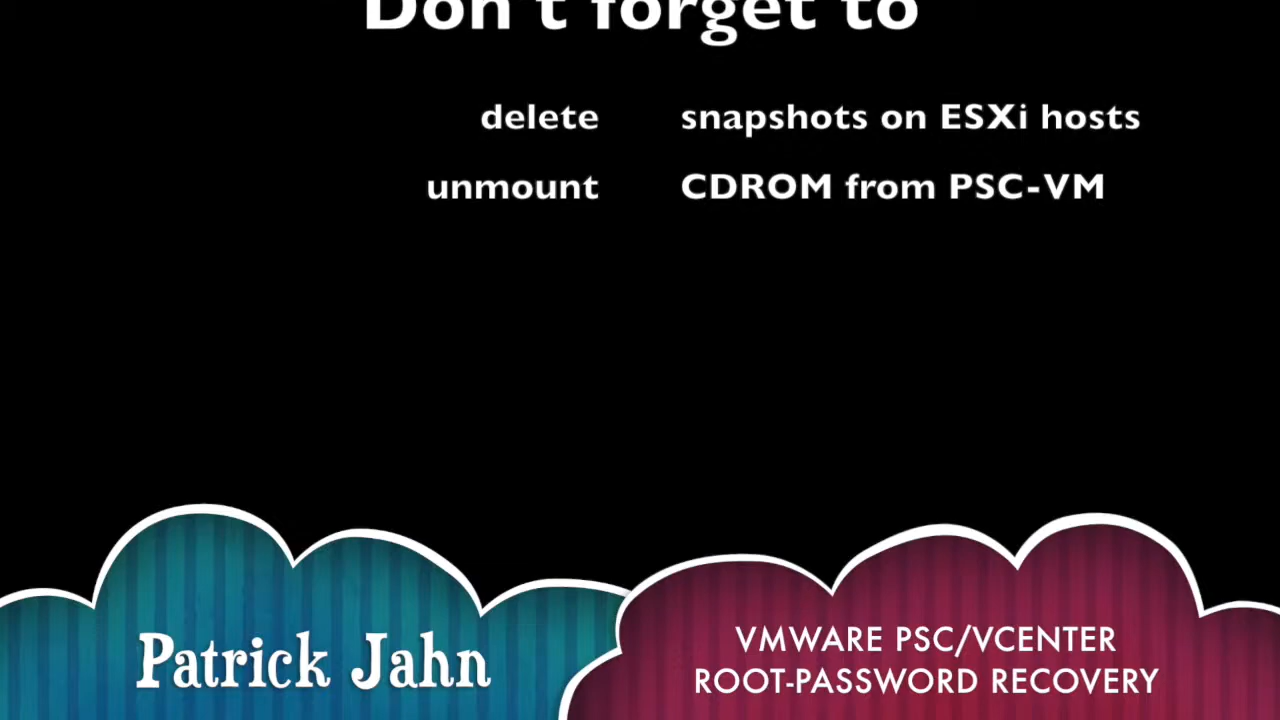 Don't forget to
delete snapshots on ESXi hosts
unmount CDROM from PSC-VM
Patrick Jahn
VMWARE PSC/VCENTER
ROOT-PASSWORD RECOVERY